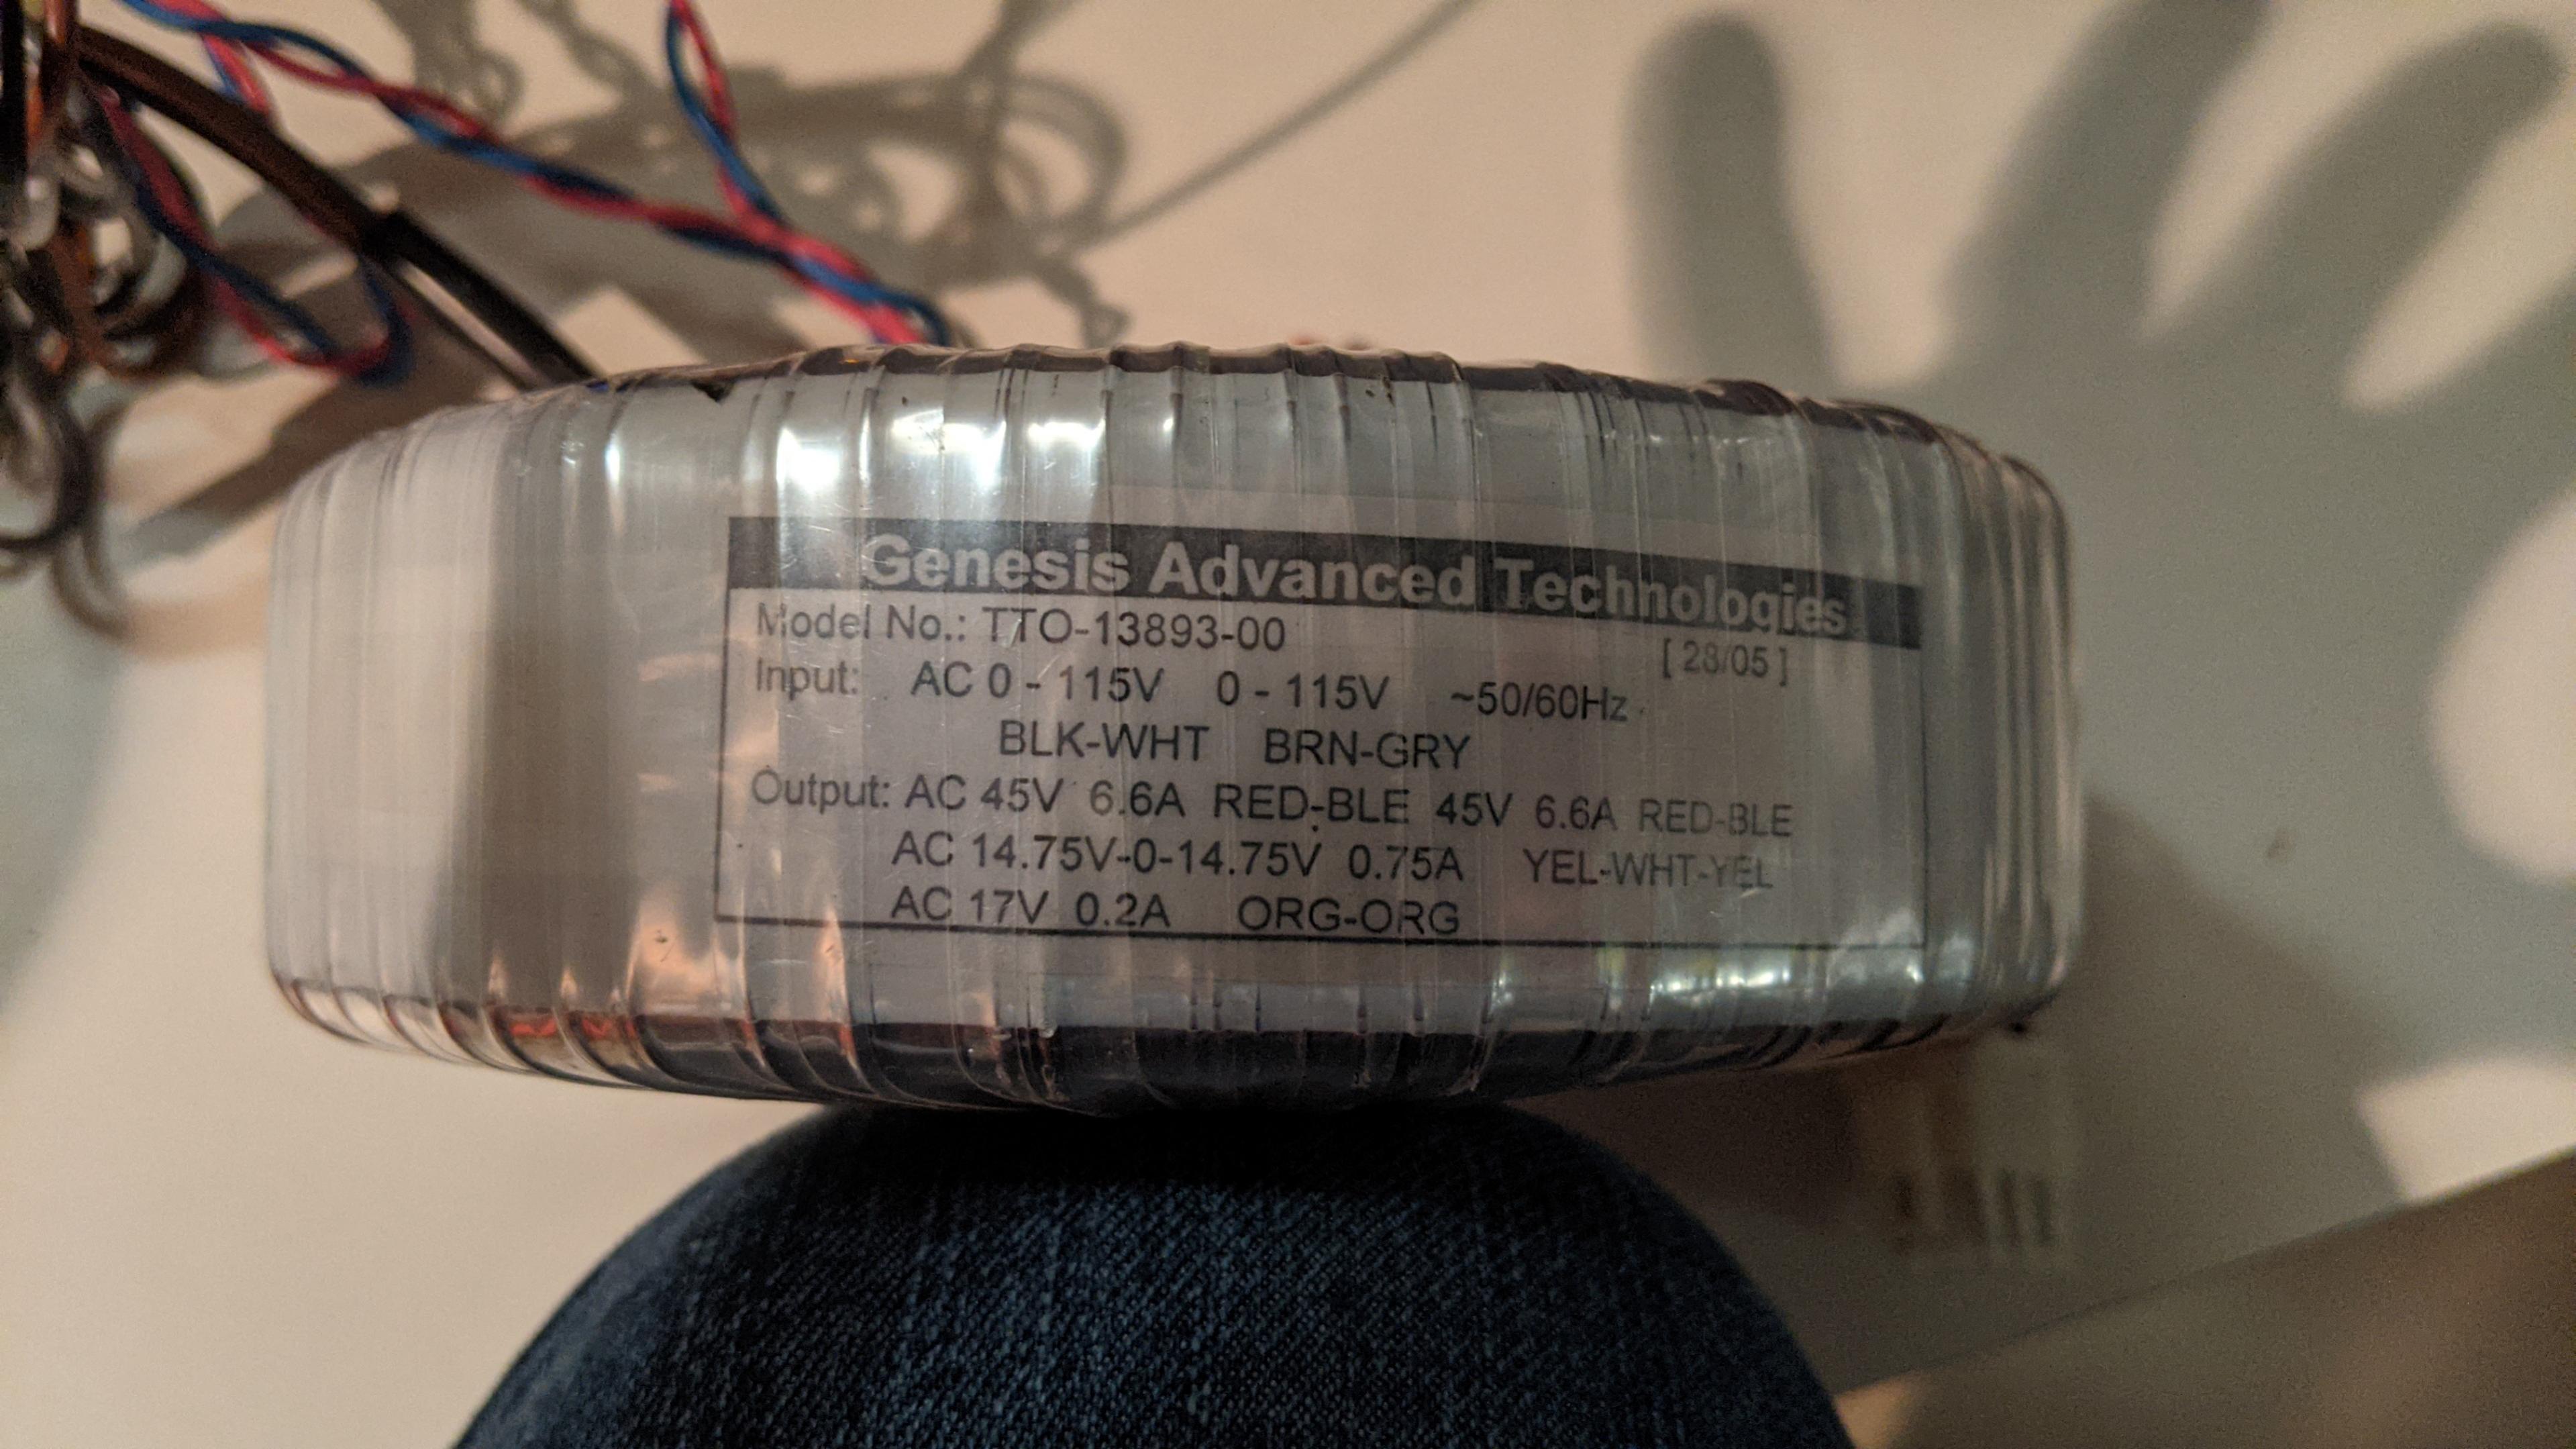 Genesis Advanced Technologies
Model No.: TTO-13893-00
[ 28/05 ]
Input: AC 0 - 115V 0 - 115V ~50/60Hz
BLK-WHT BRN-GRY
Output: AC 45V 6.6A RED-BLE 45V 6.6A RED-BLE
AC 14.75V-0-14.75V 0.75A YEL-WHT-YEL
AC 17V 0.2A ORG-ORG